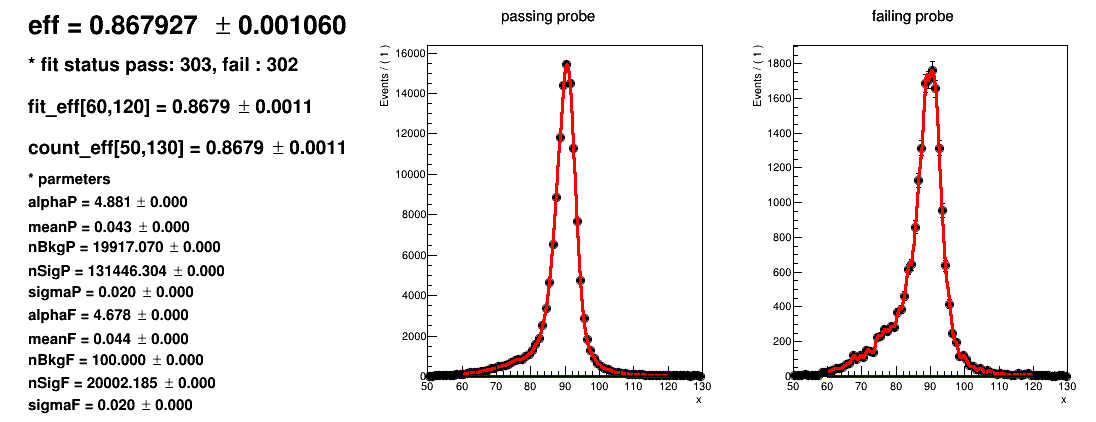 eff = 0.867927 ± 0.001060
* fit status pass: 303, fail : 302
fit_eff[60,120] = 0.8679 ± 0.0011
count_eff[50,130] = 0.8679 ± 0.0011
* parmeters
alphaP = 4.881 ± 0.000
meanP = 0.043 ± 0.000
nBkgP = 19917.070 ± 0.000
nSigP = 131446.304 ± 0.000
sigmaP = 0.020 ± 0.000
alphaF = 4.678 ± 0.000
meanF = 0.044 ± 0.000
nBkgF = 100.000 ± 0.000
nSigF = 20002.185 ± 0.000
sigmaF = 0.020 ± 0.000
passing probe
Events / ( 1 )
16000
14000
12000
10000
8000
6000
4000
2000
0
50 60 70 80 90 100 110 120 130
x
failing probe
Events / ( 1 )
1800
1600
1400
1200
1000
800
600
400
200
0
50 60 70 80 90 100 110 120 130
x